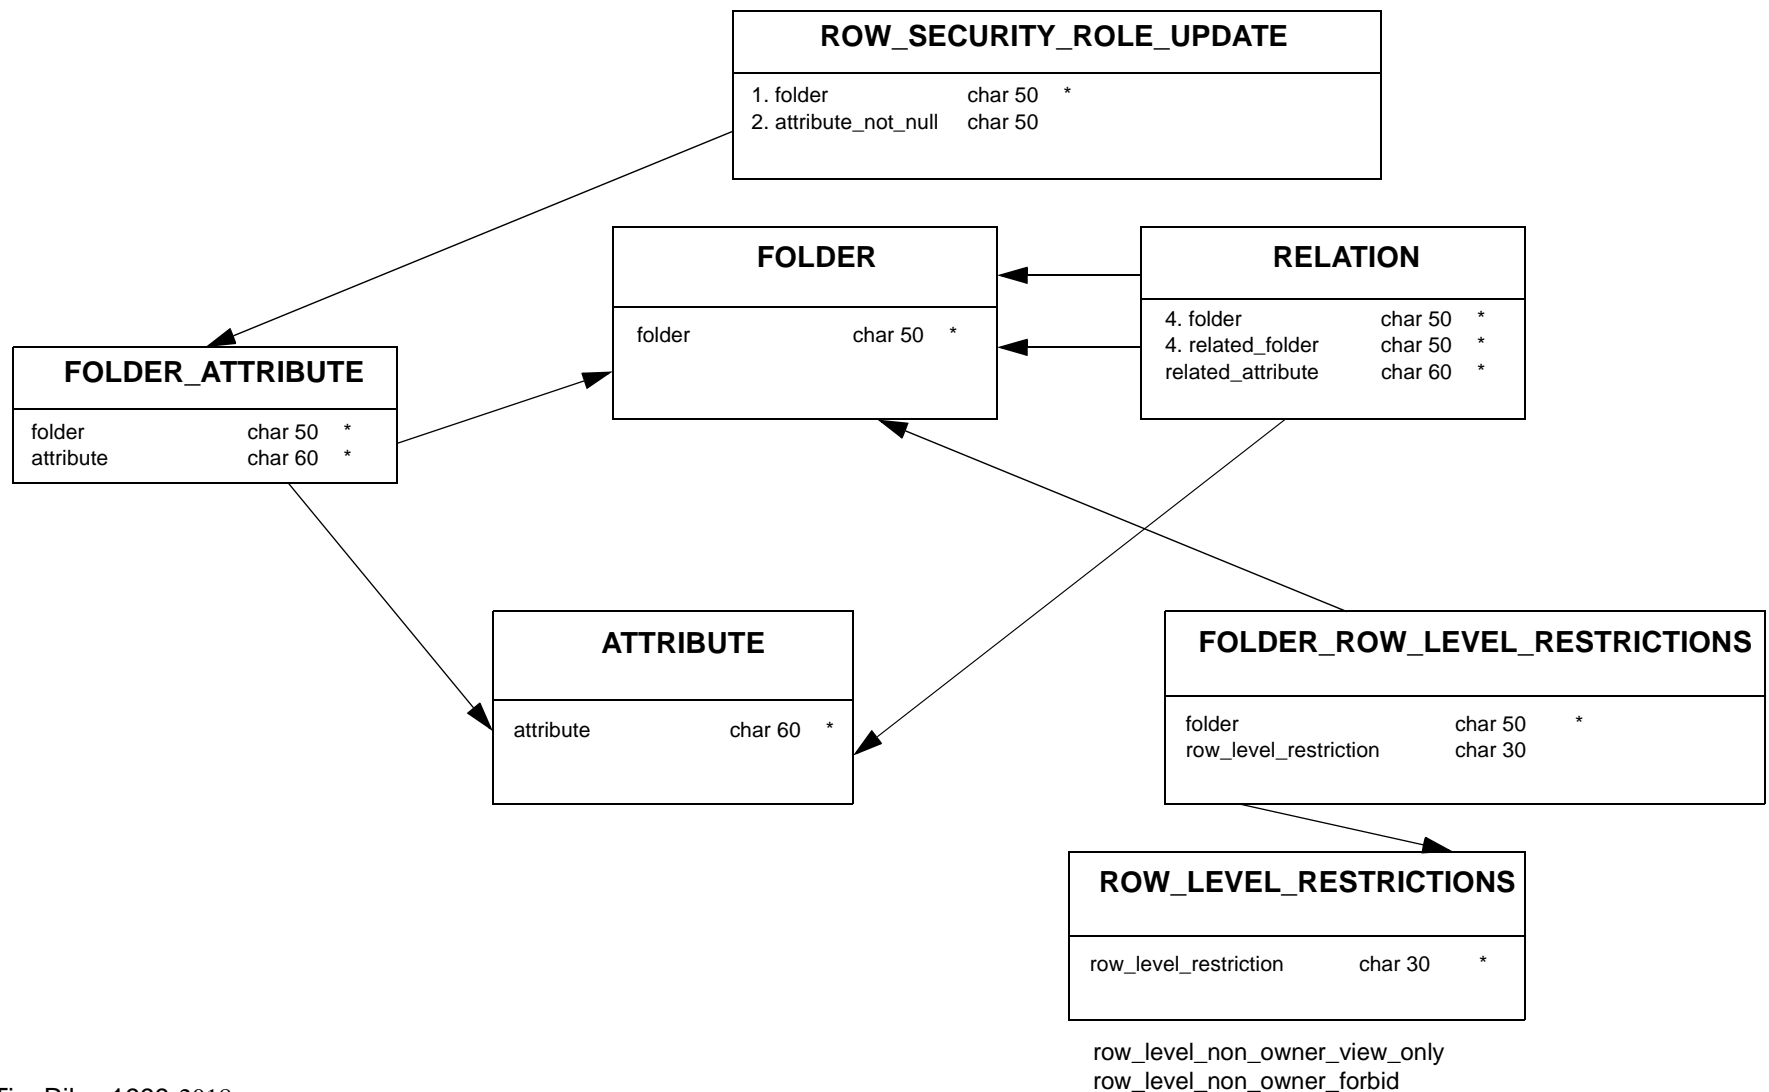 ROW_SECURITY_ROLE_UPDATE
1. folder char 50 *
2. attribute_not_null char 50
FOLDER
folder char 50 *
RELATION
4. folder char 50 *
4. related_folder char 50 *
related_attribute char 60 *
FOLDER_ATTRIBUTE
folder char 50 *
attribute char 60 *
ATTRIBUTE
attribute char 60 *
FOLDER_ROW_LEVEL_RESTRICTIONS
folder char 50 *
row_level_restriction char 30
ROW_LEVEL_RESTRICTIONS
row_level_restriction char 30 *
row_level_non_owner_view_only
row_level_non_owner_forbid